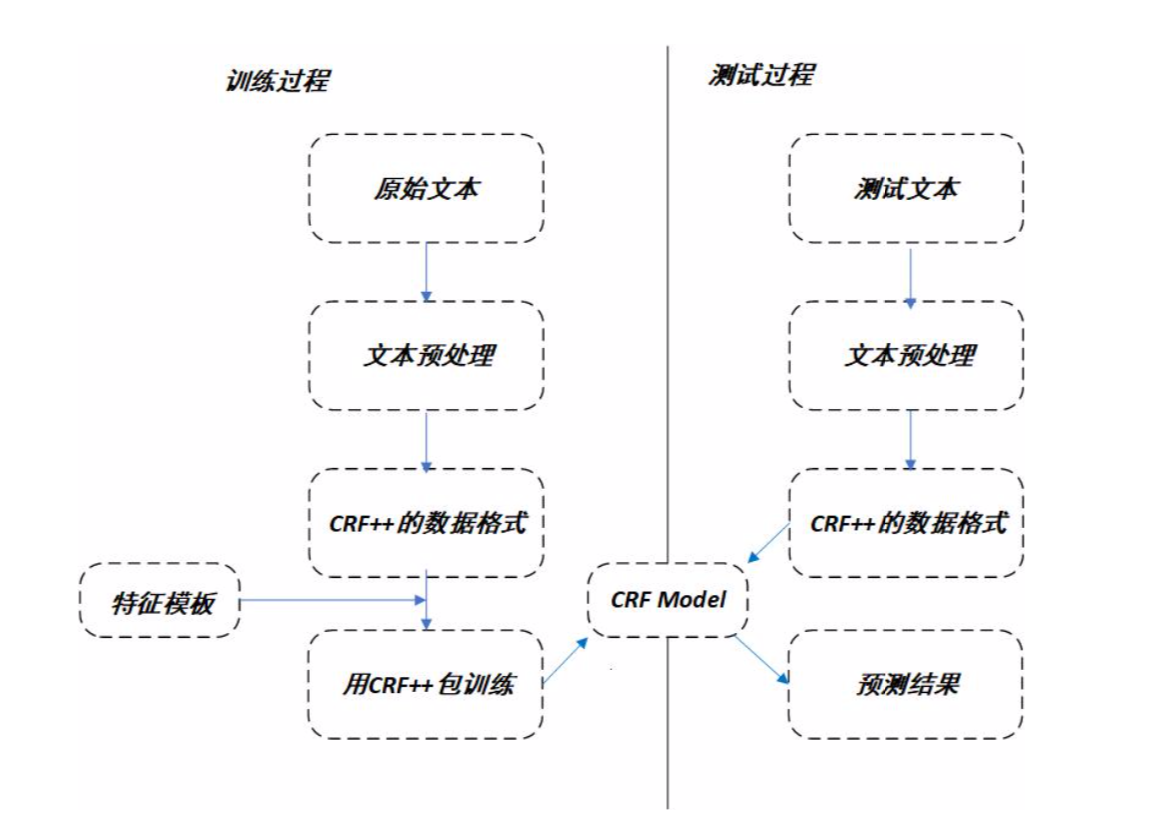 训练过程
原始文本
文本预处理
CRF++的数据格式
特征模板
用CRF++包训练
CRF Model
测试过程
测试文本
文本预处理
CRF++的数据格式
预测结果